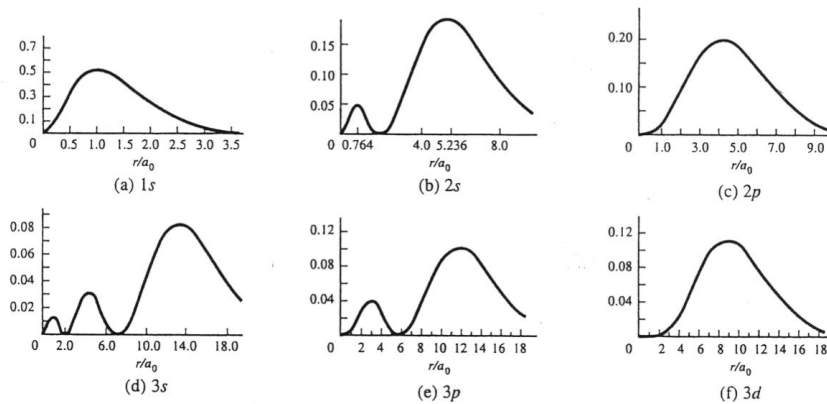 0.7
0.5
0.3
0.1
0 0.5 1.0 1.5 2.0 2.5 3.0 3.5
r/a₀
(a) 1s
0.15
0.10
0.05
0 0.764 4.0 5.236 8.0
r/a₀
(b) 2s
0.20
0.10
0 1.0 3.0 5.0 7.0 9.0
r/a₀
(c) 2p
0.08
0.06
0.04
0.02
0 2.0 6.0 10.0 14.0 18.0
r/a₀
(d) 3s
0.12
0.08
0.04
0 2 4 6 8 10 12 14 16 18
r/a₀
(e) 3p
0.12
0.08
0.04
0 2 4 6 8 10 12 14 16 18
r/a₀
(f) 3d